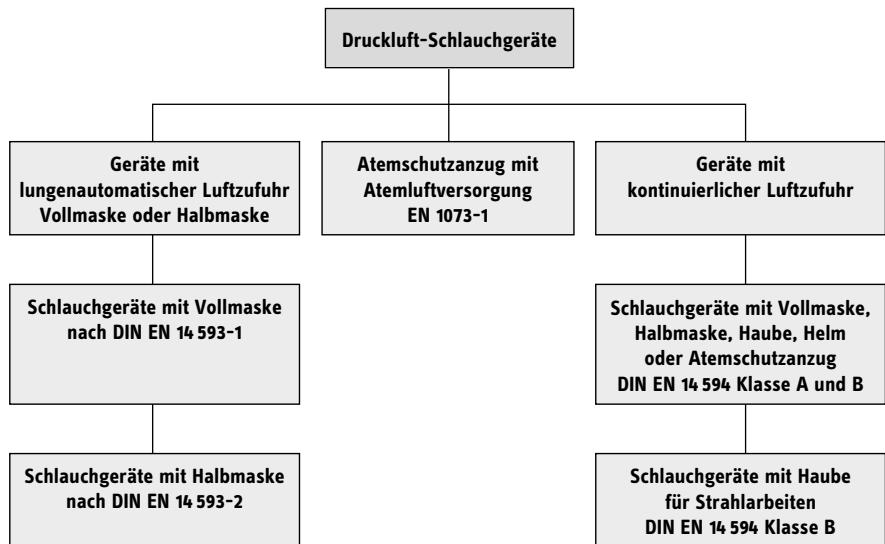 Druckluft-Schlauchgeräte
Geräte mit
lungenautomatischer Luftzufuhr
Vollmaske oder Halbmaske
Atemschutzanzug mit
Atemluftversorgung
EN 1073-1
Geräte mit
kontinuierlicher Luftzufuhr
Schlauchgeräte mit Vollmaske
nach DIN EN 14 593-1
Schlauchgeräte mit Vollmaske,
Halbmaske, Haube, Helm
oder Atemschutzanzug
DIN EN 14 594 Klasse A und B
Schlauchgeräte mit Halbmaske
nach DIN EN 14 593-2
Schlauchgeräte mit Haube
für Strahlarbeiten
DIN EN 14 594 Klasse B